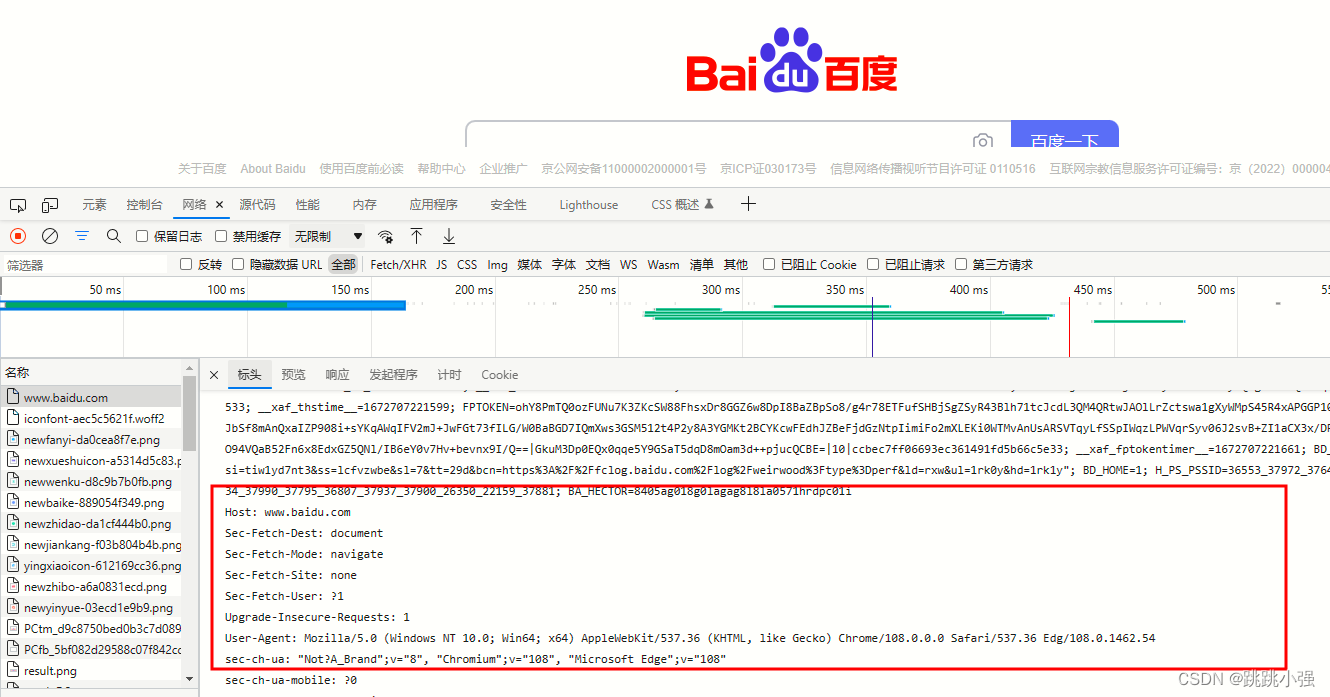 Bai du 百度
百度一下
关于百度 About Baidu 使用百度前必读 帮助中心 企业推广 京公网安备11000002000001号 京ICP证030173号 信息网络传播视听节目许可证 0110516 互联网宗教信息服务许可证编号：京（2022）000004
元素 控制台 网络 × 源代码 性能 内存 应用程序 安全性 Lighthouse CSS 概述 +
保留日志 禁用缓存 无限制
筛选器 反转 隐藏数据 URL 全部 Fetch/XHR JS CSS Img 媒体 字体 文档 WS Wasm 清单 其他 已阻止 Cookie 已阻止请求 第三方请求
50 ms 100 ms 150 ms 200 ms 250 ms 300 ms 350 ms 400 ms 450 ms 500 ms 55
名称
www.baidu.com
iconfont-aec5c5621f.woff2
newfanyi-da0cea8f7e.png
newxueshuicon-a5314d5c83.p
newwenku-d8c9b7b0fb.png
newbaike-889054f349.png
newzhidao-da1cf444b0.png
newjiankang-f03b804b4b.png
yingxiaoicon-612169cc36.png
newzhibo-a6a0831ecd.png
newyinyue-03ecd1e9b9.png
PCtm_d9c8750bed0b3c7d089
PCfb_5bf082d29588c07f842cc
result.png
× 标头 预览 响应 发起程序 计时 Cookie
533; __xaf_thstime__=1672707221599; FPTOKEN=ohY8PmTQ0ozFUNu7K3ZKcSW88FhsxDr8GGZ6w8DpI8BaZBpSo8/g4r78ETFufSHBjSgZSyR43Blh71tcJcdL3QM4QRtwJAOlLrZctswa1gXyWMpS45R4xAPGGP10
JbSf8mAnQxaIZP908i+sYKqAWqIFV2mJ+JwFGt73fILG/W0BaBGD7IQmXws3GSM512t4P2y8A3YGMKt2BCYKcwFEdhJZBeFjdGzNtpIimiFo2mXLEKi0WTMvAnUsARSVTqyLfSSpIWqzLPWVqrSyv06J2svB+ZI1aCX3x/DF
O94VQaB52Fn6x8EdxGZ5QNl/IB6eY0v7Hv+bevnx9I/Q==|GkuM3Dp0EQx0qqe5Y9GSaT5dqD8mOam3d++pjucQCBE=|10|ccbec7ff06693ec361491fd5b66c5e33; __xaf_fptokentimer__=1672707221661;
si=tiw1yd7nt3&ss=lcfvzwbe&sl=7&tt=29d&bcn=https%3A%2F%2Ffclog.baidu.com%2Flog%2Fweirwood%3Ftype%3Dperf&ld=rxw&ul=1rk0y&hd=1rk1y"; BD_HOME=1; H_PS_PSSID=36553_37972_3764
34_37990_37795_36807_37937_37900_26350_22159_37881; BA_HECTOR=8405ag018g0lagag8l8la0571hrdpc01i
Host: www.baidu.com
Sec-Fetch-Dest: document
Sec-Fetch-Mode: navigate
Sec-Fetch-Site: none
Sec-Fetch-User: ?1
Upgrade-Insecure-Requests: 1
User-Agent: Mozilla/5.0 (Windows NT 10.0; Win64; x64) AppleWebKit/537.36 (KHTML, like Gecko) Chrome/108.0.0.0 Safari/537.36 Edg/108.0.1462.54
sec-ch-ua: "Not?A_Brand";v="8", "Chromium";v="108", "Microsoft Edge";v="108"
sec-ch-ua-mobile: ?0
CSDN @跳跳小强